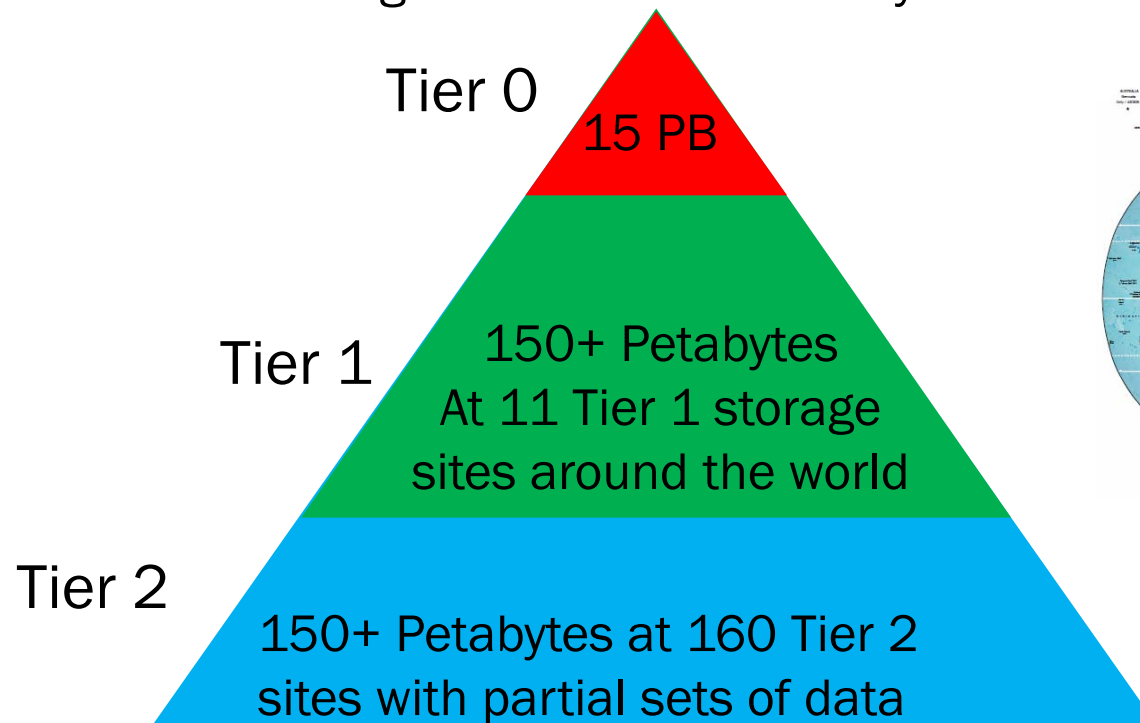 Tier 0
15 PB
Tier 1
150+ Petabytes
At 11 Tier 1 storage
sites around the world
Tier 2
150+ Petabytes at 160 Tier 2
sites with partial sets of data